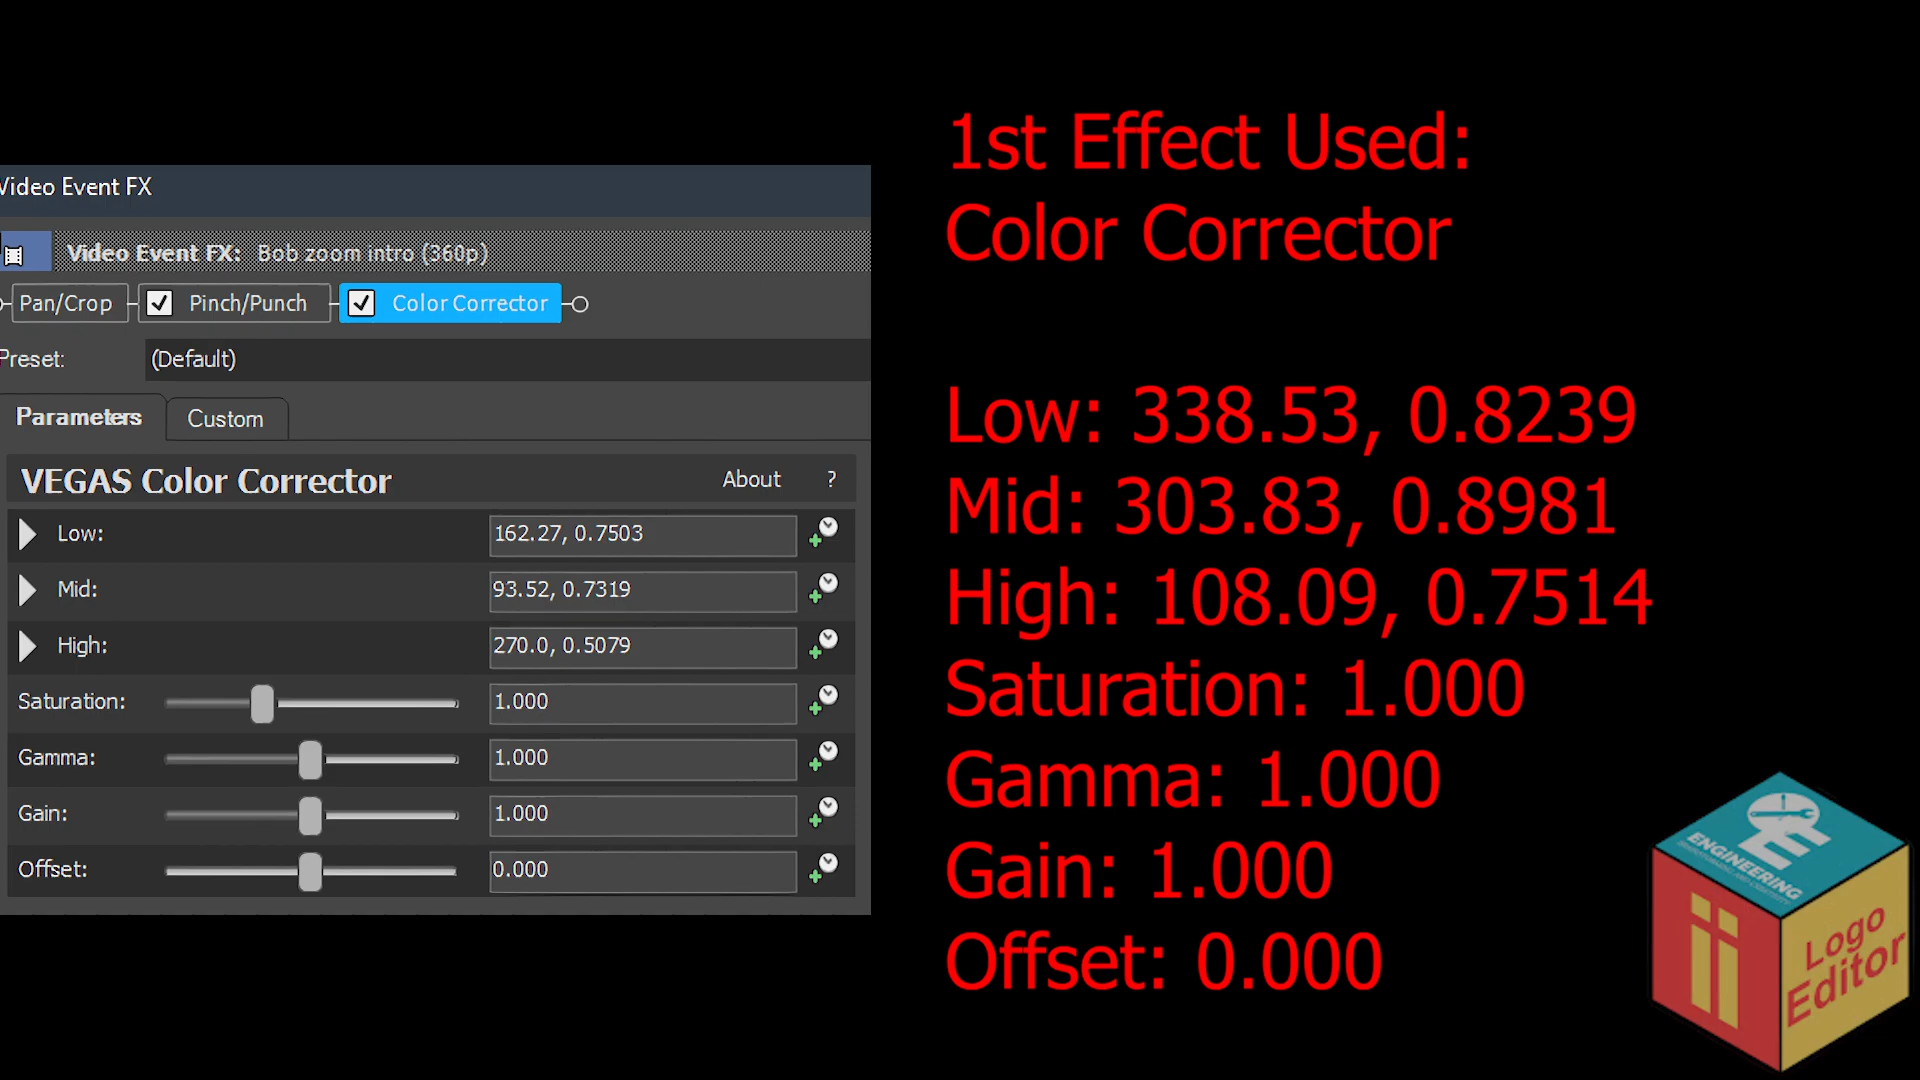 Video Event FX
Video Event FX: Bob zoom intro (360p)
Pan/Crop Pinch/Punch Color Corrector
Preset: (Default)
Parameters Custom
VEGAS Color Corrector About ?
Low: 162.27, 0.7503
Mid: 93.52, 0.7319
High: 270.0, 0.5079
Saturation: 1.000
Gamma: 1.000
Gain: 1.000
Offset: 0.000
1st Effect Used:
Color Corrector
Low: 338.53, 0.8239
Mid: 303.83, 0.8981
High: 108.09, 0.7514
Saturation: 1.000
Gamma: 1.000
Gain: 1.000
Offset: 0.000
ENGINEERING
Logo
Editor